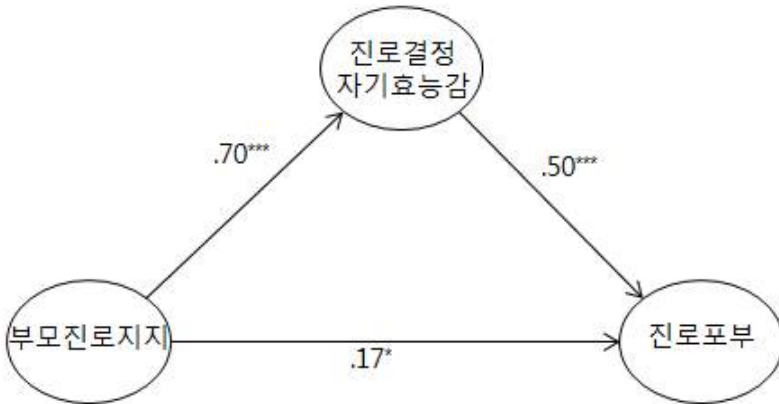 진로결정
자기효능감
.70***
.50***
부모진로지지
.17*
진로포부